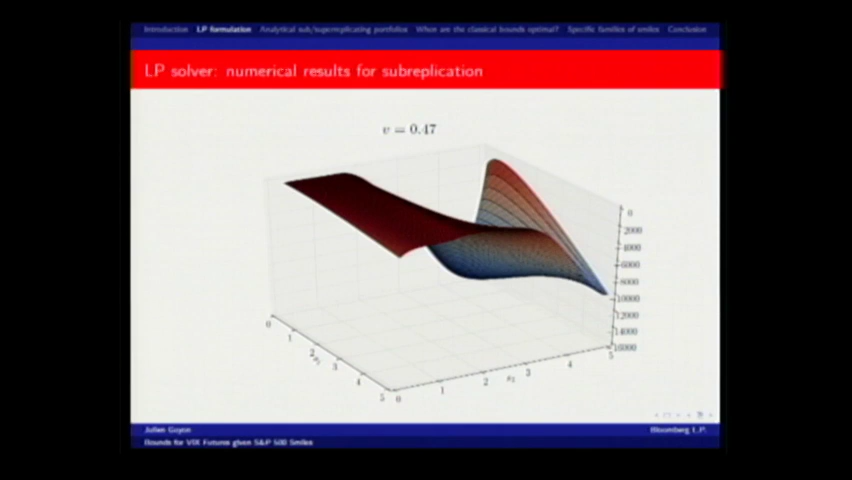 Introduction LP formulation Analytical sub/superreplicating portfolios When are the classical bounds optimal? Specific families of smiles Conclusion
LP solver: numerical results for subreplication
v = 0.47
0
2000
4000
6000
8000
10000
12000
14000
16000
0 1 2 3 4 5
s₁
0 1 2 3 4 5
s₂
Julien Guyon Bloomberg L.P.
Bounds for VIX Futures given S&P 500 Smiles